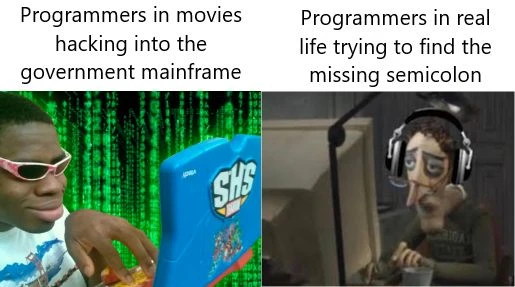 Programmers in movies
hacking into the
government mainframe
Programmers in real
life trying to find the
missing semicolon
SHS